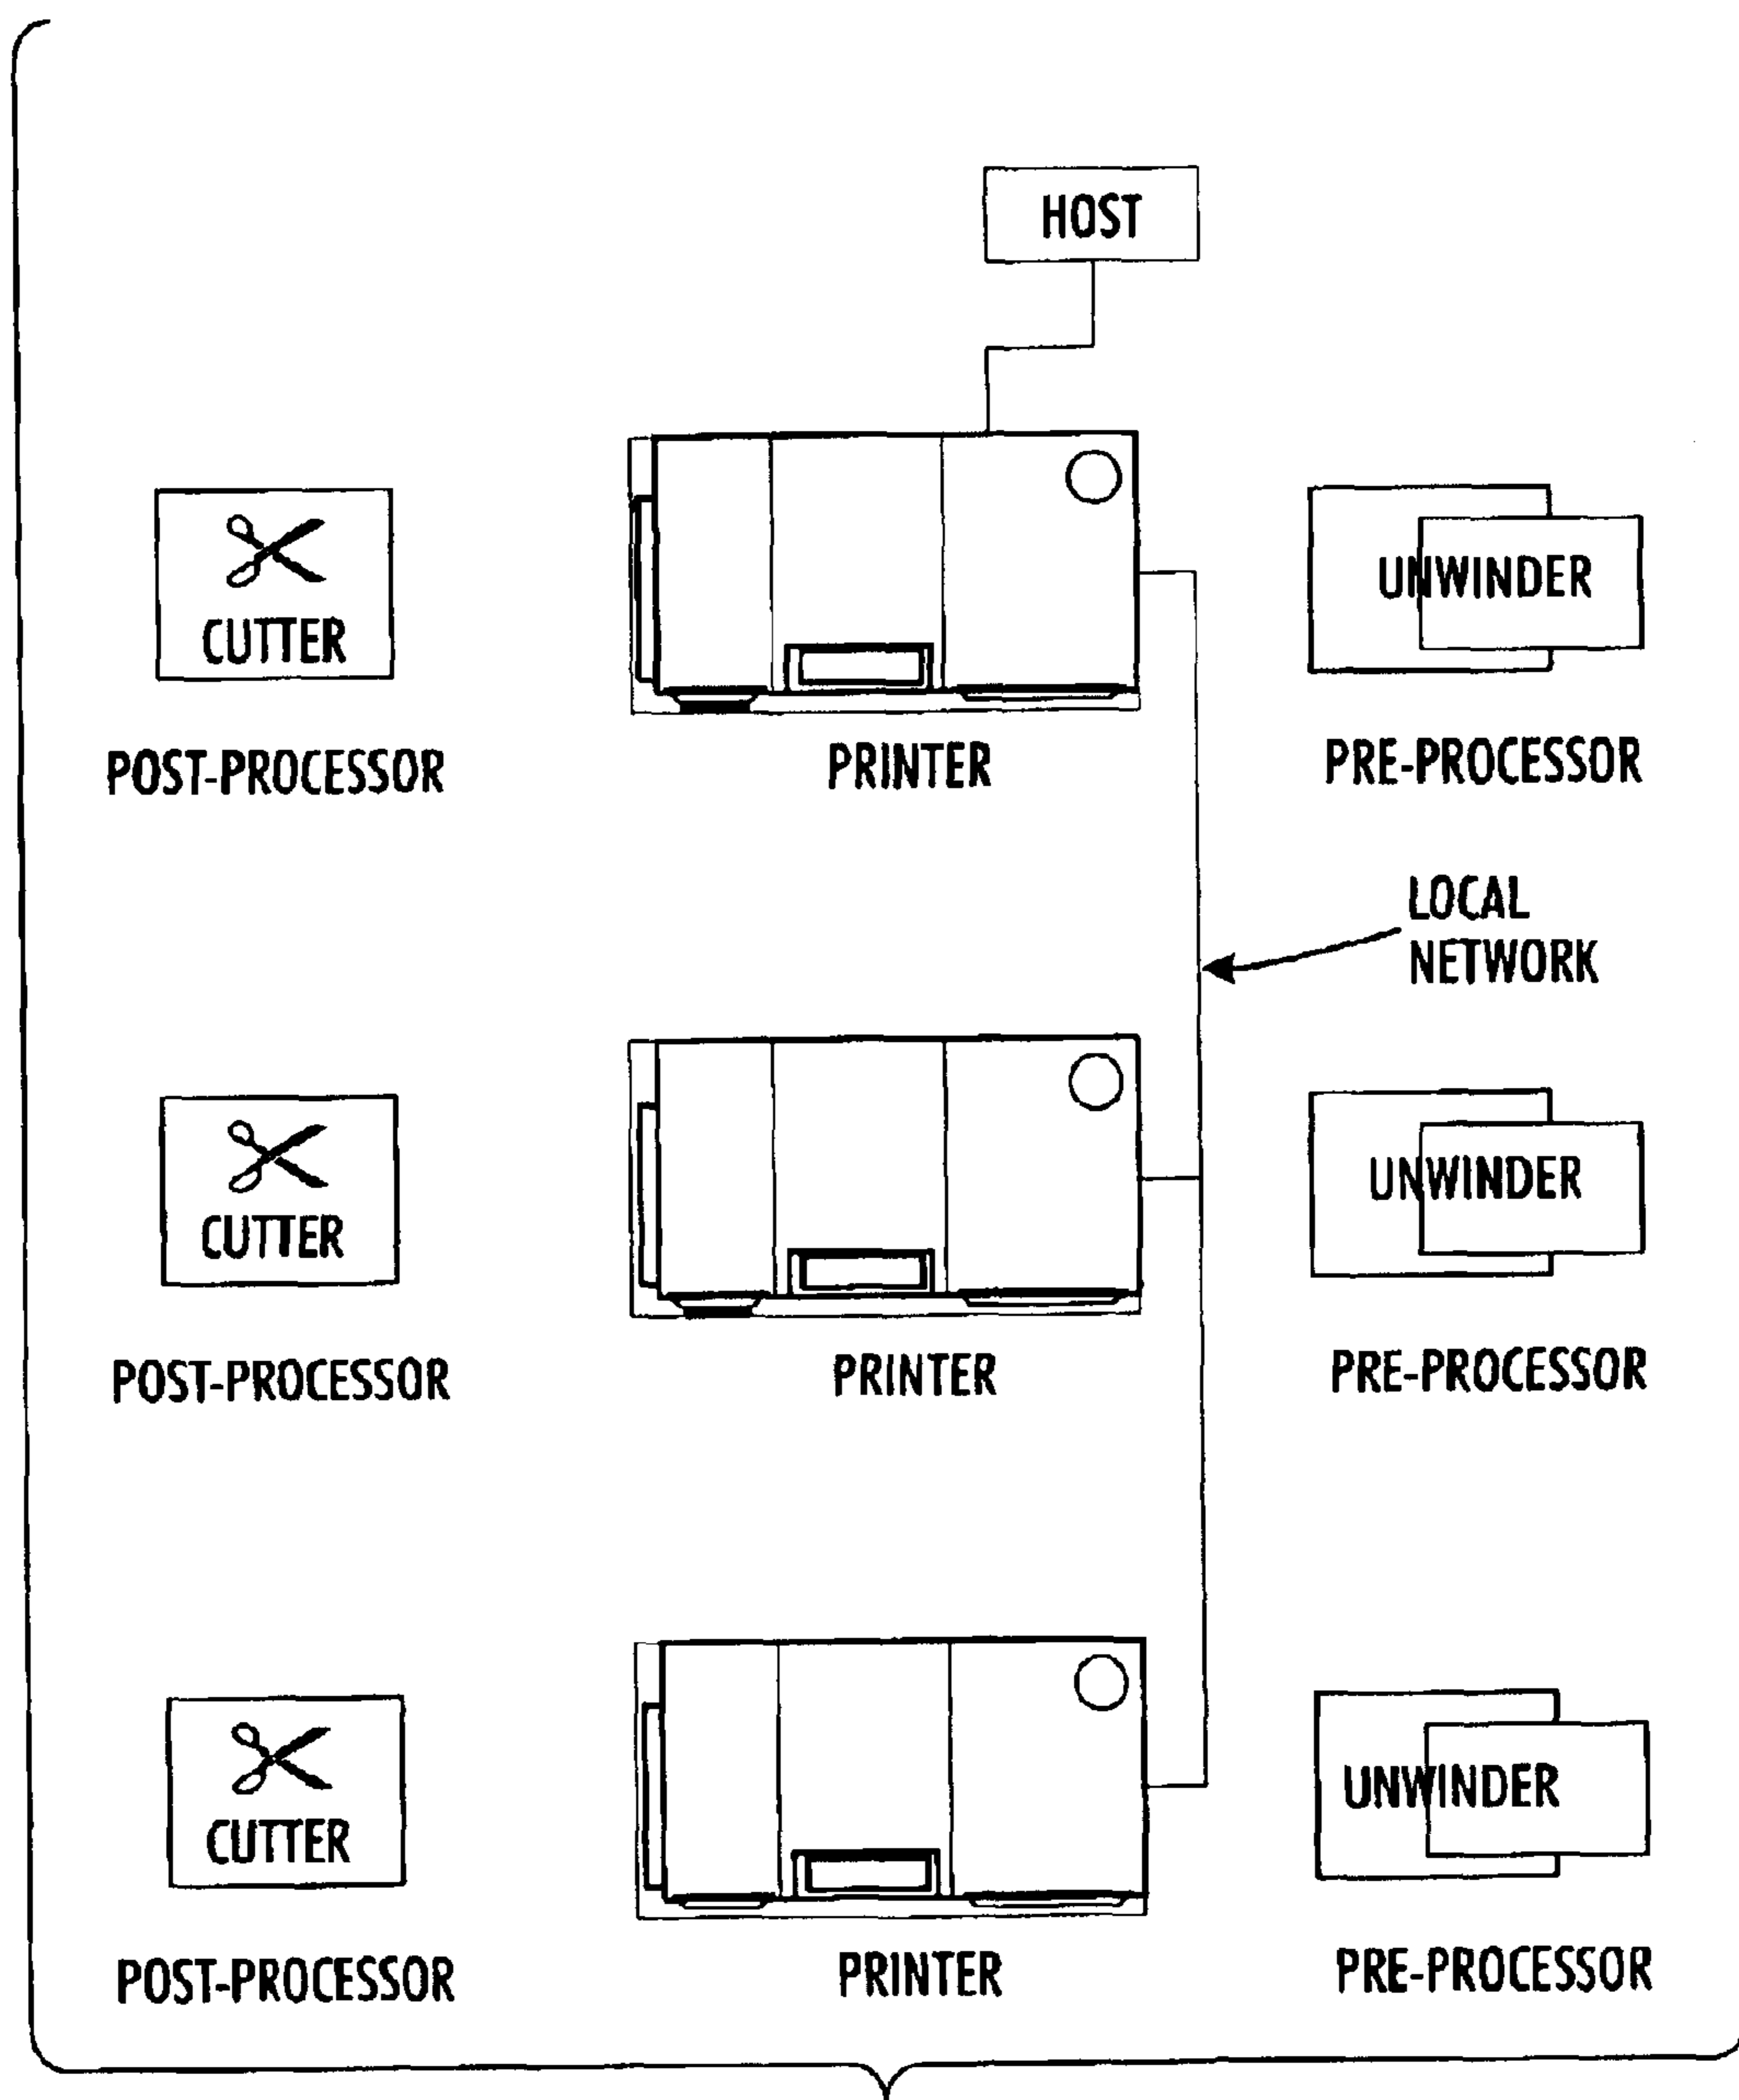 HOST
CUTTER
UNWINDER
POST-PROCESSOR
PRINTER
PRE-PROCESSOR
LOCAL
NETWORK
CUTTER
UNWINDER
POST-PROCESSOR
PRINTER
PRE-PROCESSOR
CUTTER
UNWINDER
POST-PROCESSOR
PRINTER
PRE-PROCESSOR